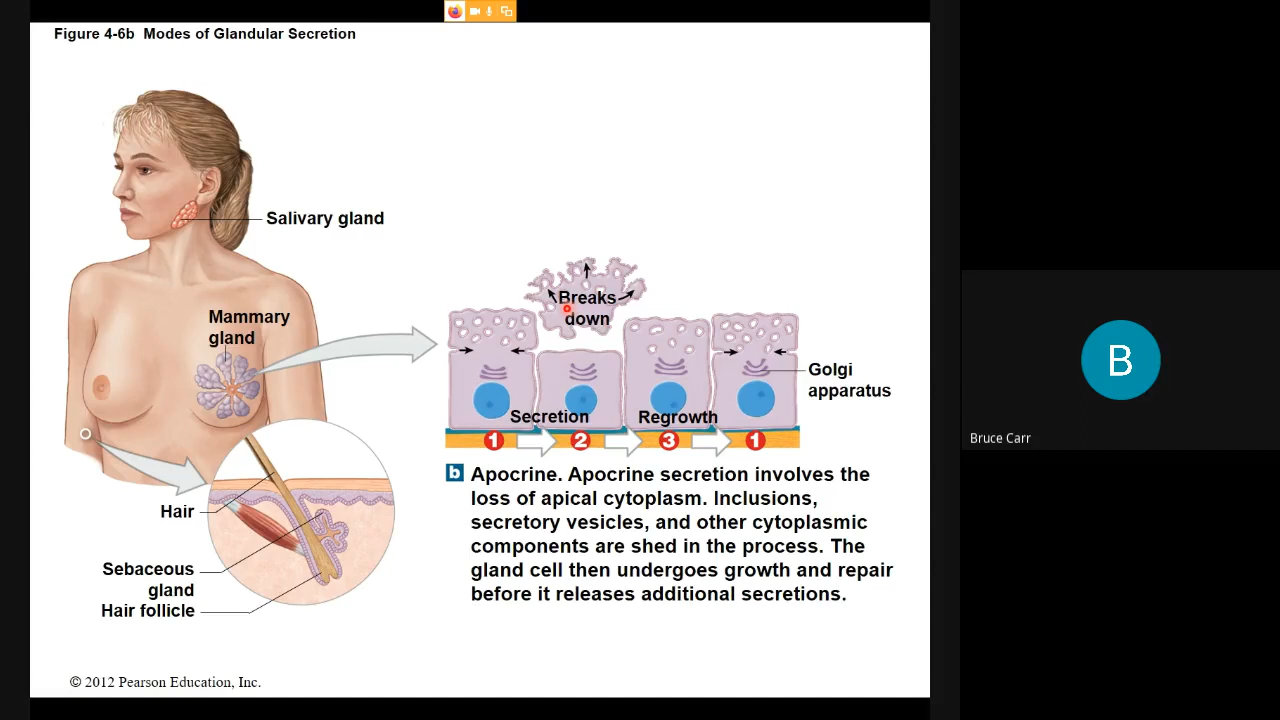 Figure 4-6b Modes of Glandular Secretion
Salivary gland
Mammary
gland
Hair
Sebaceous
gland
Hair follicle
Breaks
down
Golgi
apparatus
Secretion
Regrowth
1
2
3
1
b Apocrine. Apocrine secretion involves the
loss of apical cytoplasm. Inclusions,
secretory vesicles, and other cytoplasmic
components are shed in the process. The
gland cell then undergoes growth and repair
before it releases additional secretions.
© 2012 Pearson Education, Inc.
B
Bruce Carr